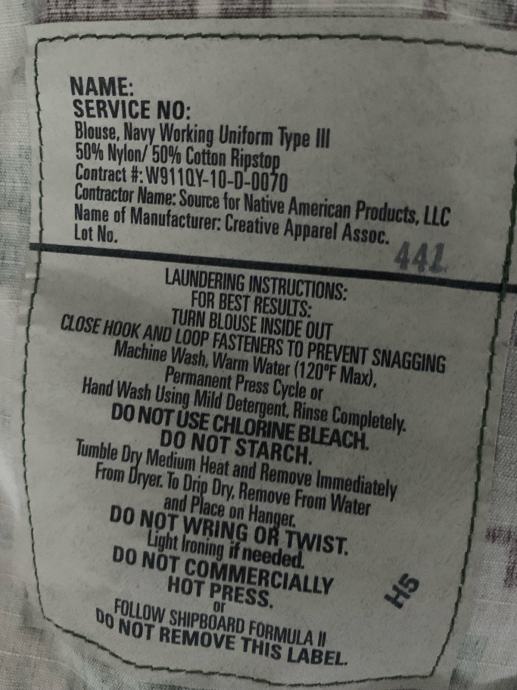 NAME:
SERVICE NO:
Blouse, Navy Working Uniform Type III
50% Nylon/ 50% Cotton Ripstop
Contract #: W911QY-10-D-0070
Contractor Name: Source for Native American Products, LLC
Name of Manufacturer: Creative Apparel Assoc.
Lot No. 441
LAUNDERING INSTRUCTIONS:
FOR BEST RESULTS:
TURN BLOUSE INSIDE OUT
CLOSE HOOK AND LOOP FASTENERS TO PREVENT SNAGGING
Machine Wash, Warm Water (120°F Max),
Permanent Press Cycle or
Hand Wash Using Mild Detergent, Rinse Completely.
DO NOT USE CHLORINE BLEACH.
DO NOT STARCH.
Tumble Dry Medium Heat and Remove Immediately
From Dryer. To Drip Dry, Remove From Water
and Place on Hanger.
DO NOT WRING OR TWIST.
Light Ironing if needed.
DO NOT COMMERCIALLY
HOT PRESS.
or
FOLLOW SHIPBOARD FORMULA II
DO NOT REMOVE THIS LABEL.
H5